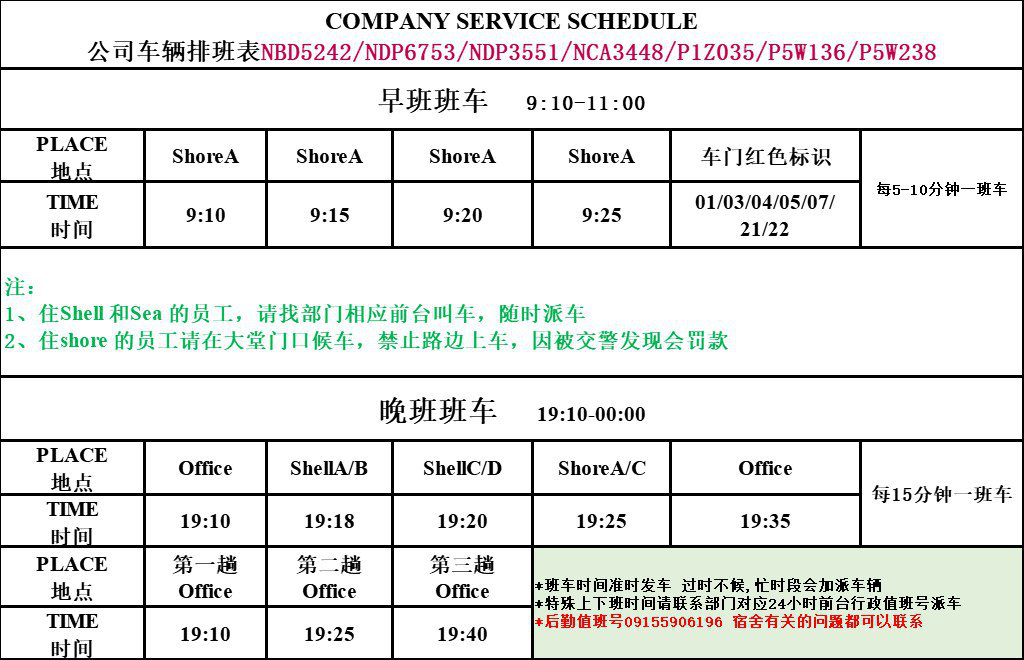 COMPANY SERVICE SCHEDULE
公司车辆排班表NBD5242/NDP6753/NDP3551/NCA3448/P1Z035/P5W136/P5W238
早班班车 9:10-11:00
PLACE
地点
ShoreA
ShoreA
ShoreA
ShoreA
车门红色标识
每5-10分钟一班车
TIME
时间
9:10
9:15
9:20
9:25
01/03/04/05/07/
21/22
注：
1、住Shell 和Sea 的员工，请找部门相应前台叫车，随时派车
2、住shore 的员工请在大堂门口候车，禁止路边上车，因被交警发现会罚款
晚班班车 19:10-00:00
PLACE
地点
Office
ShellA/B
ShellC/D
ShoreA/C
Office
每15分钟一班车
TIME
时间
19:10
19:18
19:20
19:25
19:35
PLACE
地点
第一趟
Office
第二趟
Office
第三趟
Office
TIME
时间
19:10
19:25
19:40
*班车时间准时发车 过时不候,忙时段会加派车辆
*特殊上下班时间请联系部门对应24小时前台行政值班号派车
*后勤值班号09155906196 宿舍有关的问题都可以联系